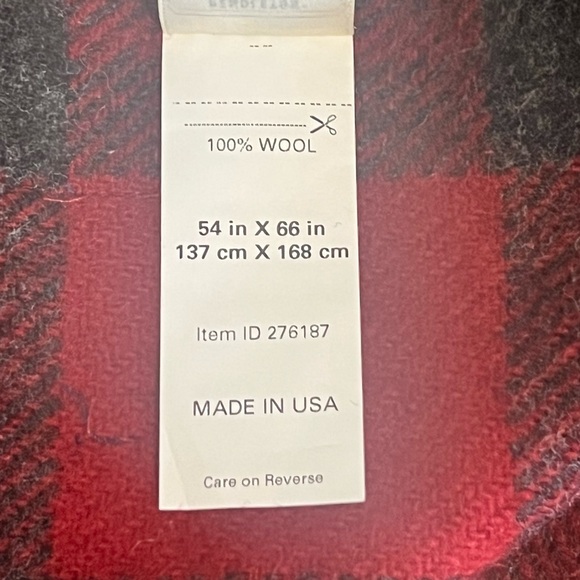 100% WOOL
54 in X 66 in
137 cm X 168 cm
Item ID 276187
MADE IN USA
Care on Reverse